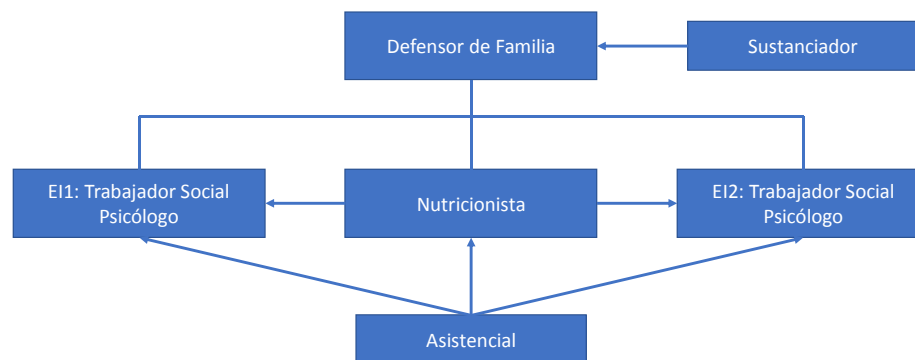 Defensor de Familia
Sustanciador
EI1: Trabajador Social
Psicólogo
Nutricionista
EI2: Trabajador Social
Psicólogo
Asistencial